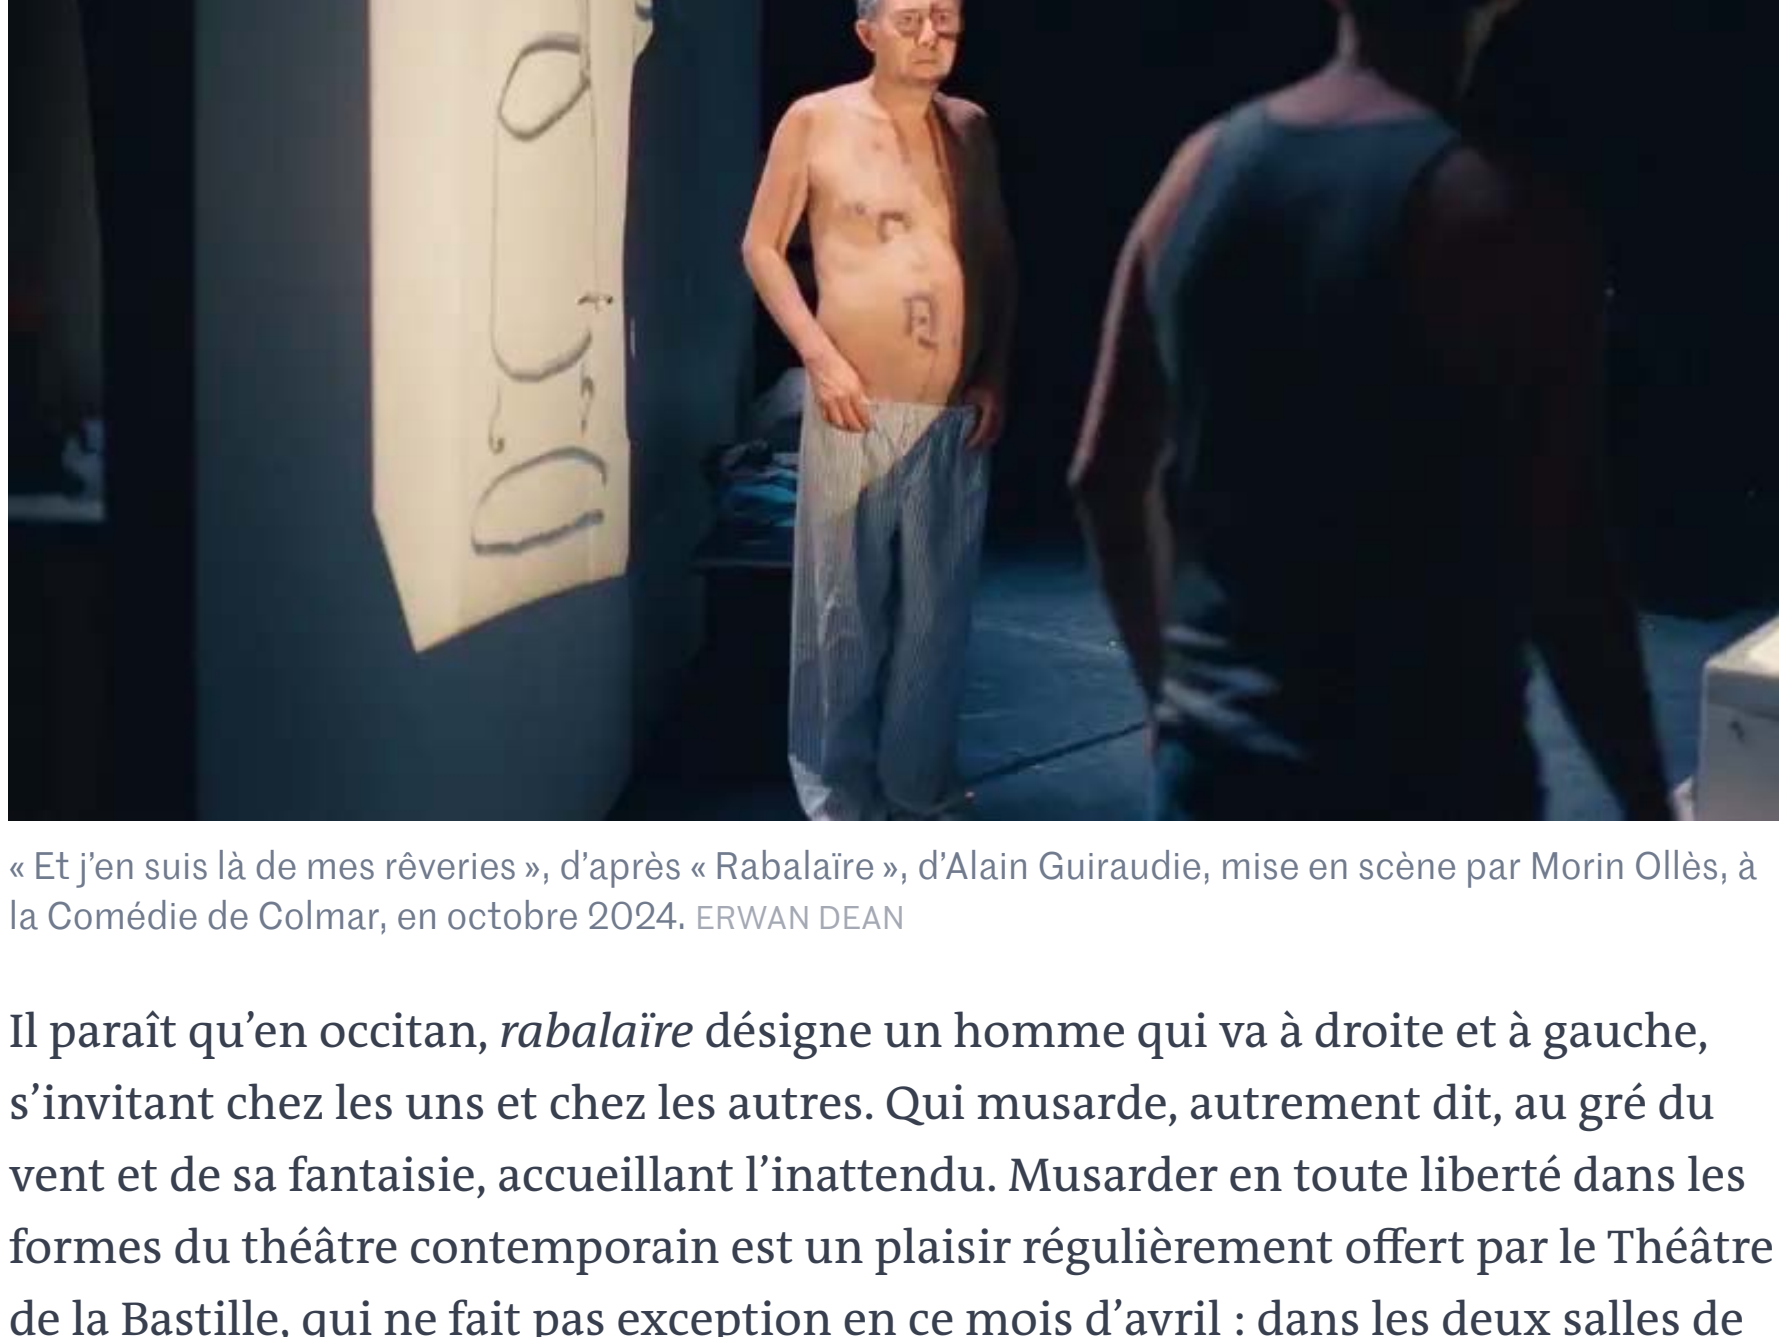 « Et j’en suis là de mes rêveries », d’après « Rabalaïre », d’Alain Guiraudie, mise en scène par Morin Ollès, à
la Comédie de Colmar, en octobre 2024. ERWAN DEAN
Il paraît qu’en occitan, rabalaïre désigne un homme qui va à droite et à gauche,
s’invitant chez les uns et chez les autres. Qui musarde, autrement dit, au gré du
vent et de sa fantaisie, accueillant l’inattendu. Musarder en toute liberté dans les
formes du théâtre contemporain est un plaisir régulièrement offert par le Théâtre
de la Bastille, qui ne fait pas exception en ce mois d’avril : dans les deux salles de